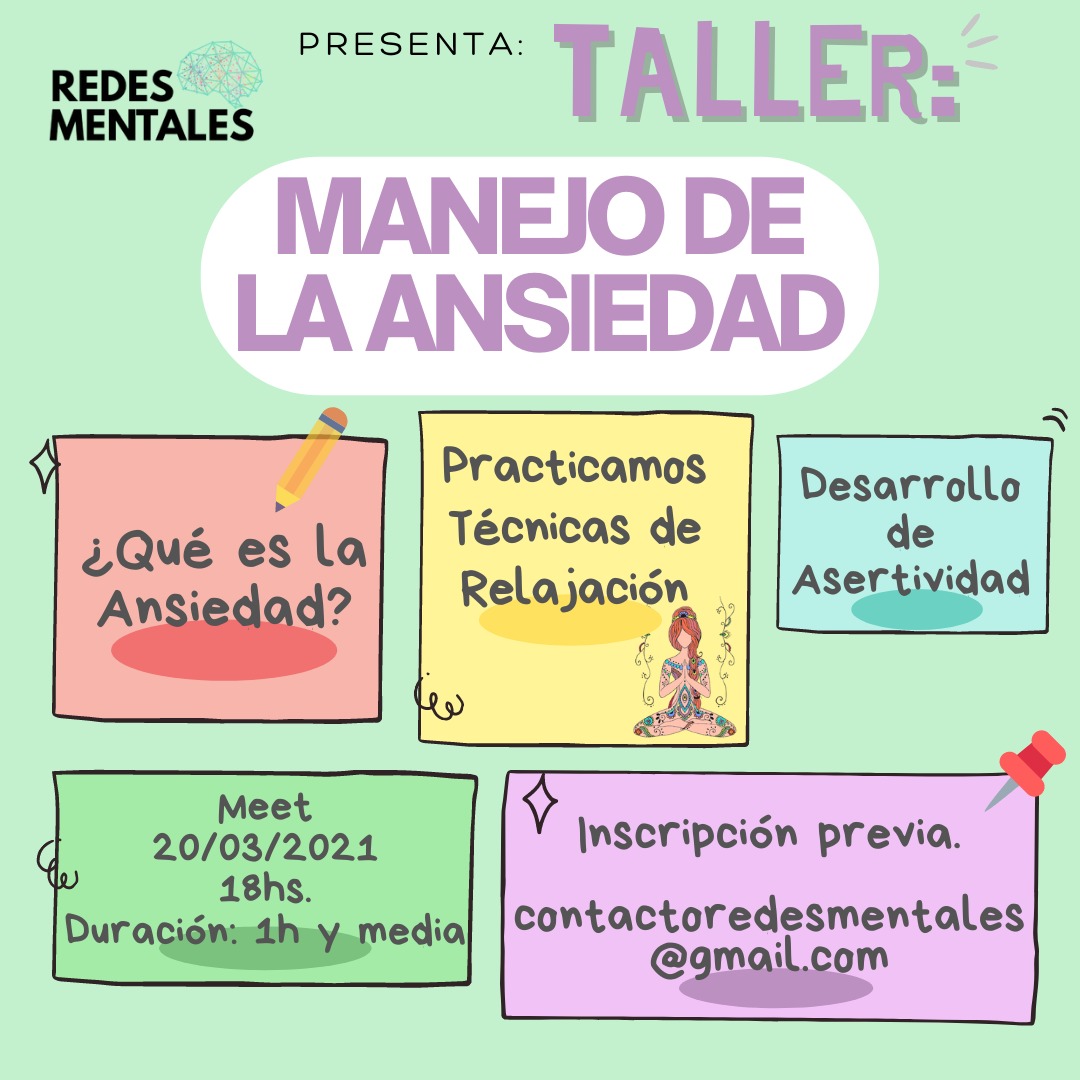 REDES
MENTALES
PRESENTA:
TALLER:
MANEJO DE
LA ANSIEDAD
¿Qué es la
Ansiedad?
Practicamos
Técnicas de
Relajación
Desarrollo
de
Asertividad
Meet
20/03/2021
18hs.
Duración: 1h y media
Inscripción previa.
contactoredesmentales
@gmail.com